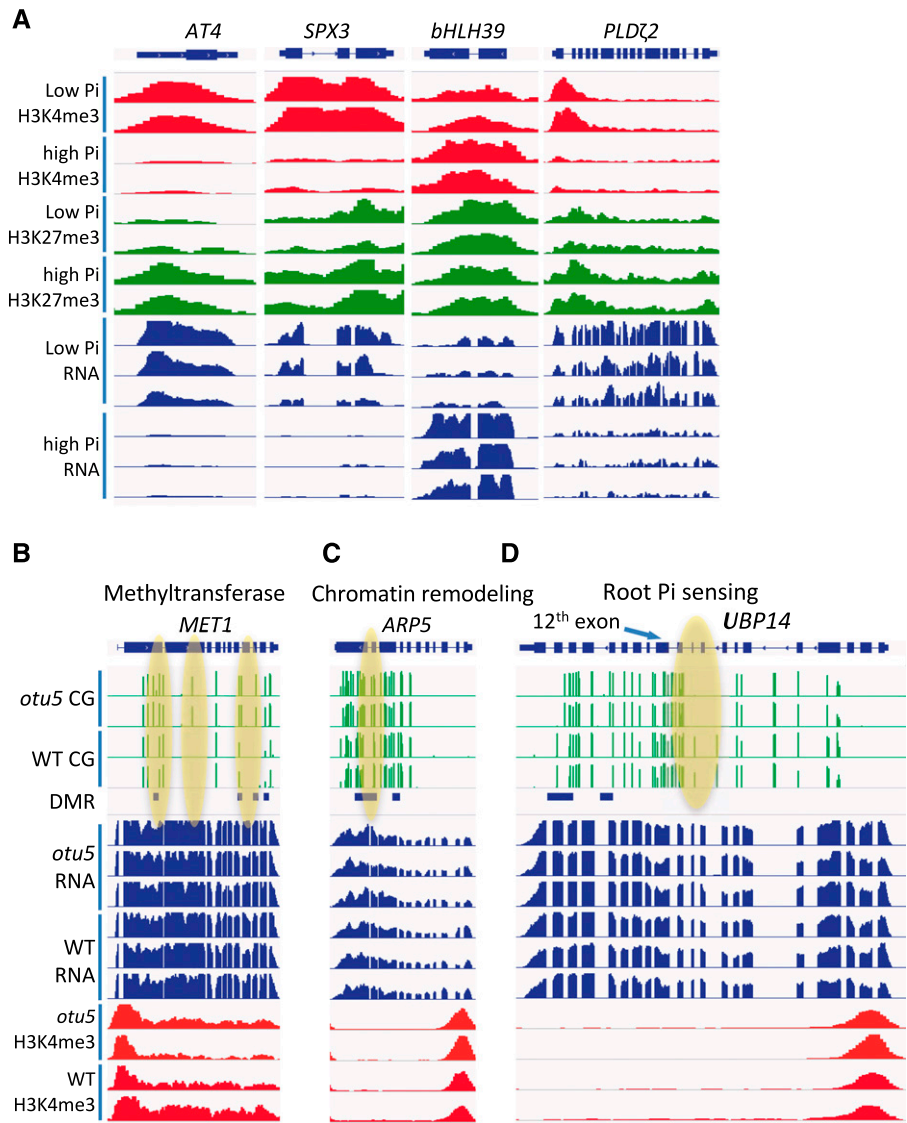 A
AT4 SPX3 bHLH39 PLDζ2
Low Pi
H3K4me3
high Pi
H3K4me3
Low Pi
H3K27me3
high Pi
H3K27me3
Low Pi
RNA
high Pi
RNA
B C D
Methyltransferase Chromatin remodeling Root Pi sensing
MET1 ARP5 12th exon UBP14
otu5 CG
WT CG
DMR
otu5
RNA
WT
RNA
otu5
H3K4me3
WT
H3K4me3